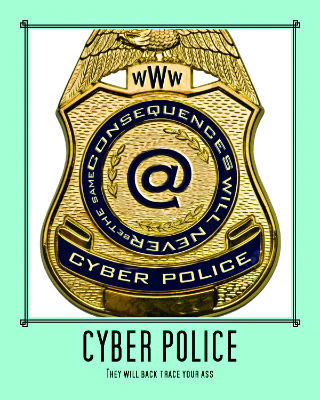 WWW
CONSEQUENCES WILL NEVER BE THE SAME
@
CYBER POLICE
CYBER POLICE
They will back trace your ass